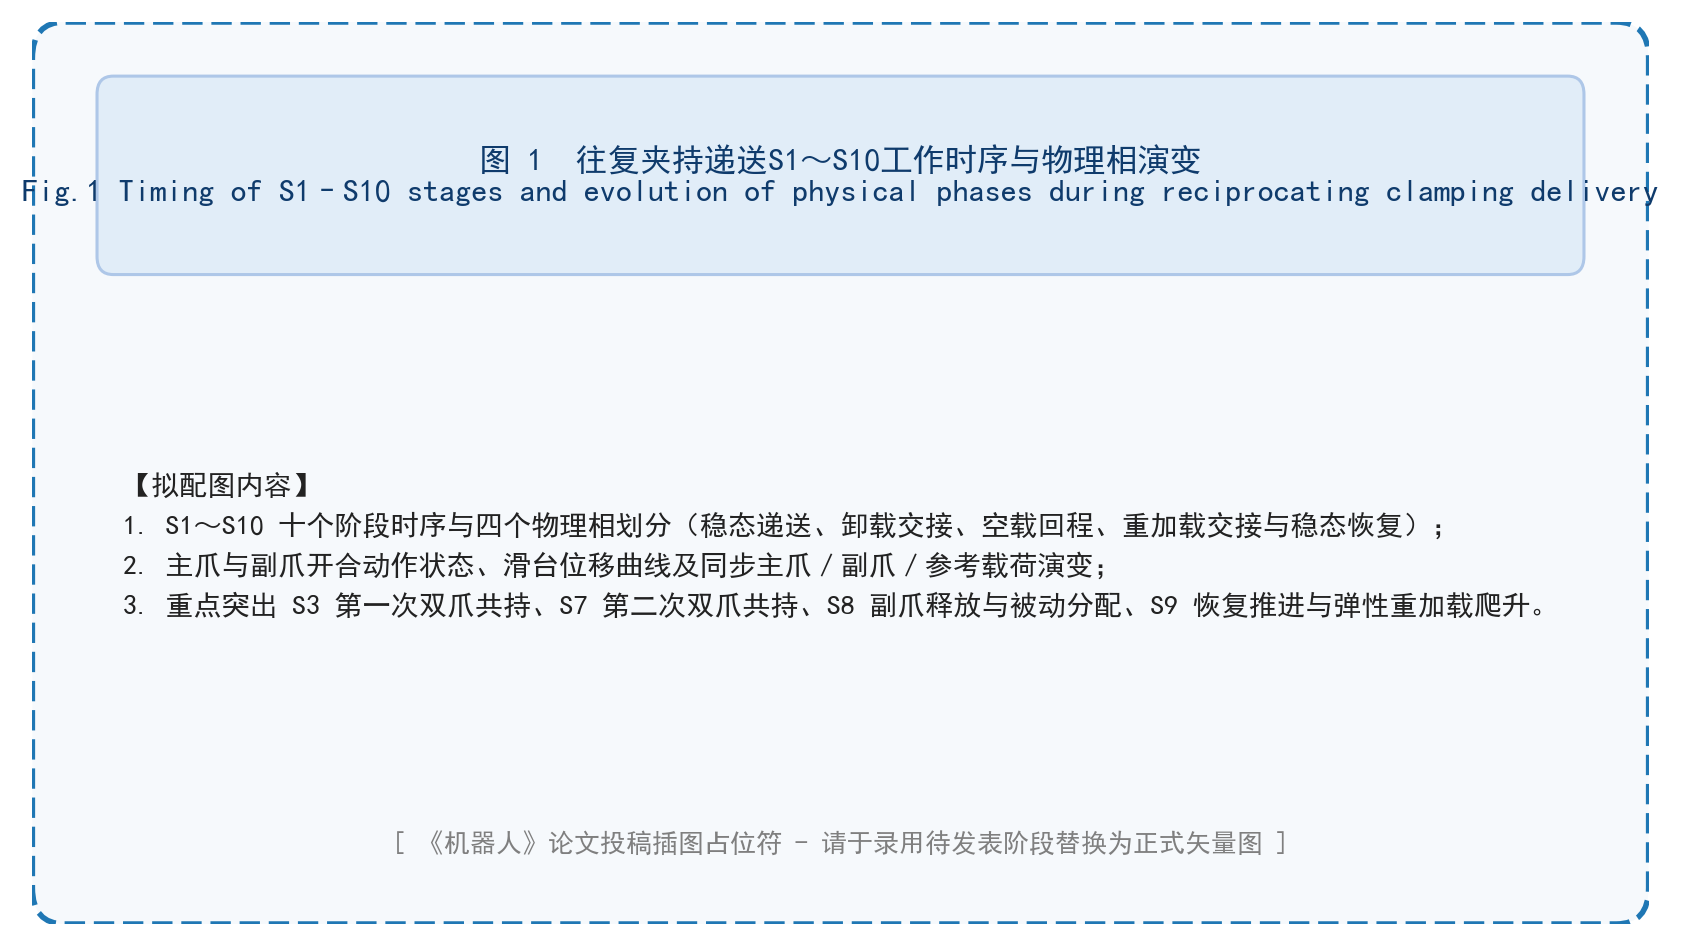 图 1  往复夹持递送S1～S10工作时序与物理相演变
Fig.1 Timing of S1–S10 stages and evolution of physical phases during reciprocating clamping delivery
【拟配图内容】
1. S1～S10 十个阶段时序与四个物理相划分（稳态递送、卸载交接、空载回程、重加载交接与稳态恢复）；
2. 主爪与副爪开合动作状态、滑台位移曲线及同步主爪/副爪/参考载荷演变；
3. 重点突出 S3 第一次双爪共持、S7 第二次双爪共持、S8 副爪释放与被动分配、S9 恢复推进与弹性重加载爬升。
[ 《机器人》论文投稿插图占位符 - 请于录用待发表阶段替换为正式矢量图 ]